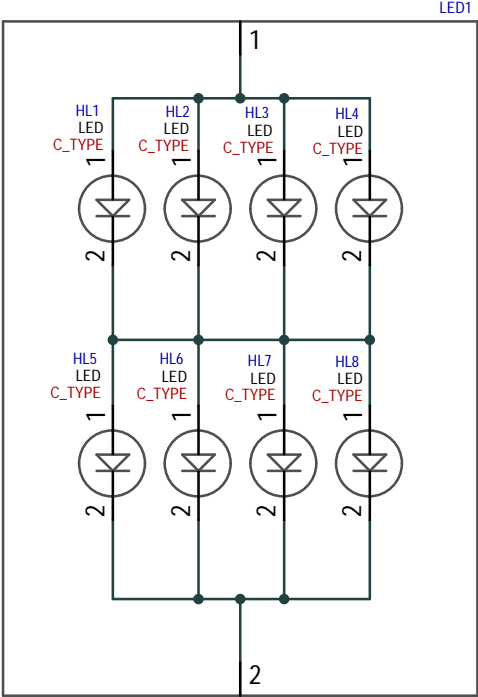 LED1
1
HL1
LED
C_TYPE
1
2
HL2
LED
C_TYPE
1
2
HL3
LED
C_TYPE
1
2
HL4
LED
C_TYPE
1
2
HL5
LED
C_TYPE
1
2
HL6
LED
C_TYPE
1
2
HL7
LED
C_TYPE
1
2
HL8
LED
C_TYPE
1
2
2